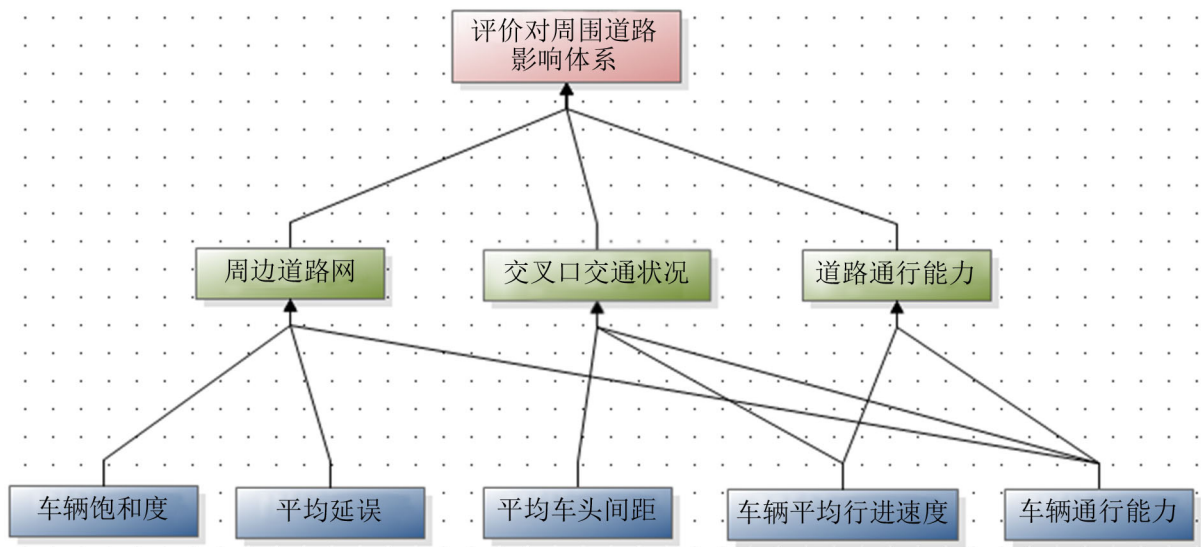 评价对周围道路
影响体系
周边道路网
交叉口交通状况
道路通行能力
车辆饱和度
平均延误
平均车头间距
车辆平均行进速度
车辆通行能力